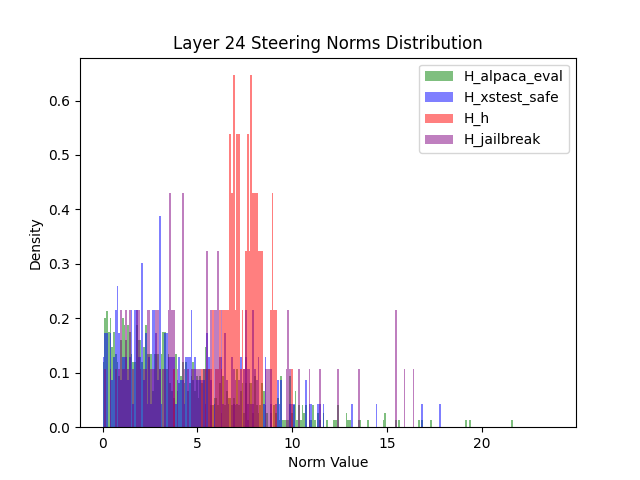 Layer 24 Steering Norms Distribution
H_alpaca_eval
H_xstest_safe
H_h
H_jailbreak
Density
0.6
0.5
0.4
0.3
0.2
0.1
0.0
0 5 10 15 20
Norm Value